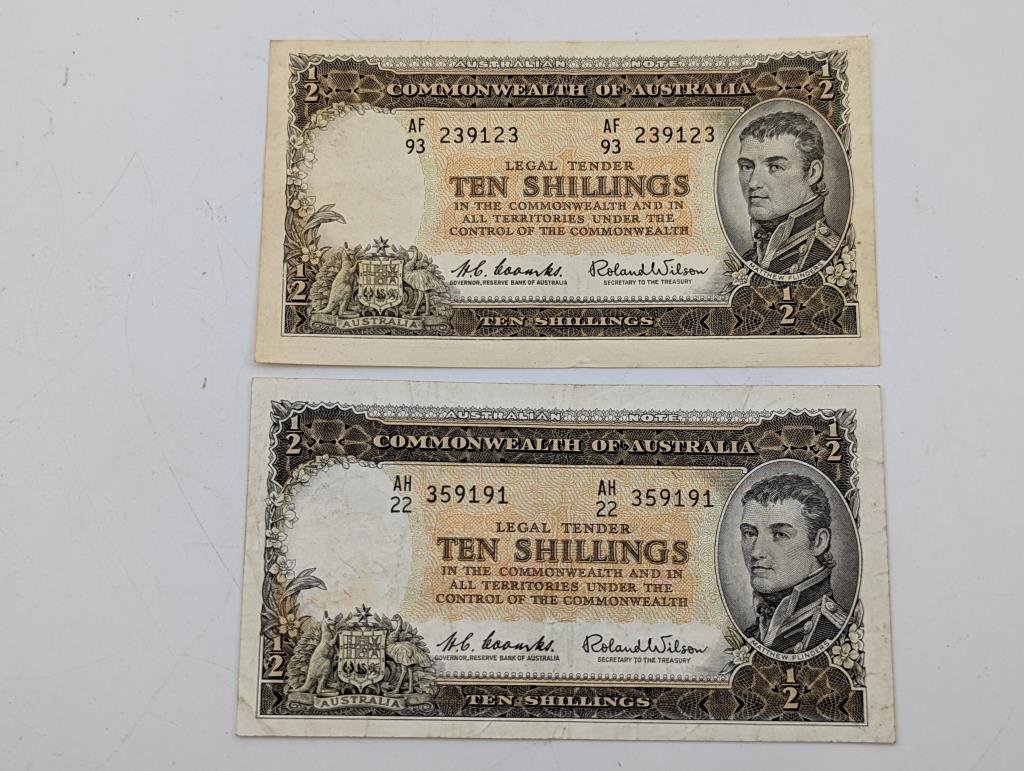 AUSTRALIAN NOTE
1/2 COMMONWEALTH OF AUSTRALIA 1/2
AF 93 239123 AF 93 239123
LEGAL TENDER
TEN SHILLINGS
IN THE COMMONWEALTH AND IN
ALL TERRITORIES UNDER THE
CONTROL OF THE COMMONWEALTH
H.C. Coombs. Roland Wilson
GOVERNOR, RESERVE BANK OF AUSTRALIA SECRETARY TO THE TREASURY
MATTHEW FLINDERS
1/2 1/2
AUSTRALIA TEN SHILLINGS
AUSTRALIAN NOTE
1/2 COMMONWEALTH OF AUSTRALIA 1/2
AH 22 359191 AH 22 359191
LEGAL TENDER
TEN SHILLINGS
IN THE COMMONWEALTH AND IN
ALL TERRITORIES UNDER THE
CONTROL OF THE COMMONWEALTH
H.C. Coombs. Roland Wilson
GOVERNOR, RESERVE BANK OF AUSTRALIA SECRETARY TO THE TREASURY
MATTHEW FLINDERS
1/2 1/2
AUSTRALIA TEN SHILLINGS